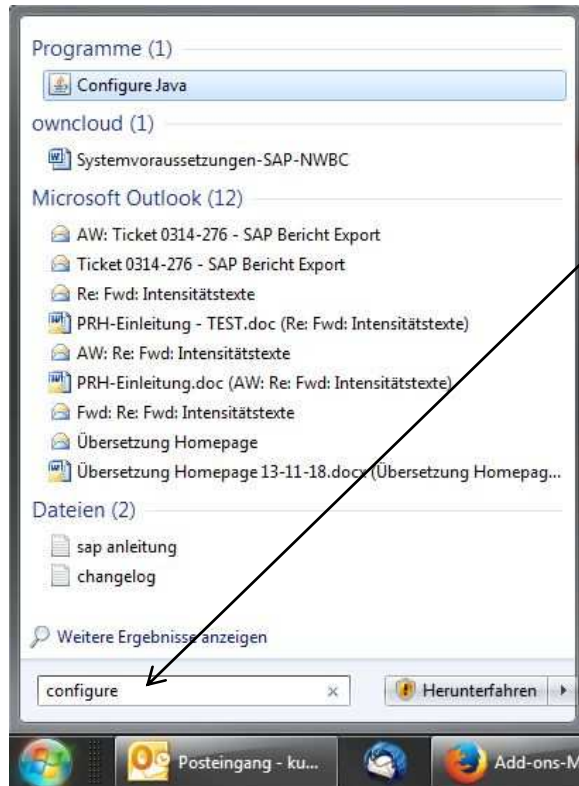 Programme (1)
Configure Java
owncloud (1)
Systemvoraussetzungen-SAP-NWBC
Microsoft Outlook (12)
AW: Ticket 0314-276 - SAP Bericht Export
Ticket 0314-276 - SAP Bericht Export
Re: Fwd: Intensitätstexte
PRH-Einleitung - TEST.doc (Re: Fwd: Intensitätstexte)
AW: Re: Fwd: Intensitätstexte
PRH-Einleitung.doc (AW: Re: Fwd: Intensitätstexte)
Fwd: Re: Fwd: Intensitätstexte
Übersetzung Homepage
Übersetzung Homepage 13-11-18.docx (Übersetzung Homepag...
Dateien (2)
sap anleitung
changelog
Weitere Ergebnisse anzeigen
configure
Herunterfahren
Posteingang - ku...
Add-ons-M